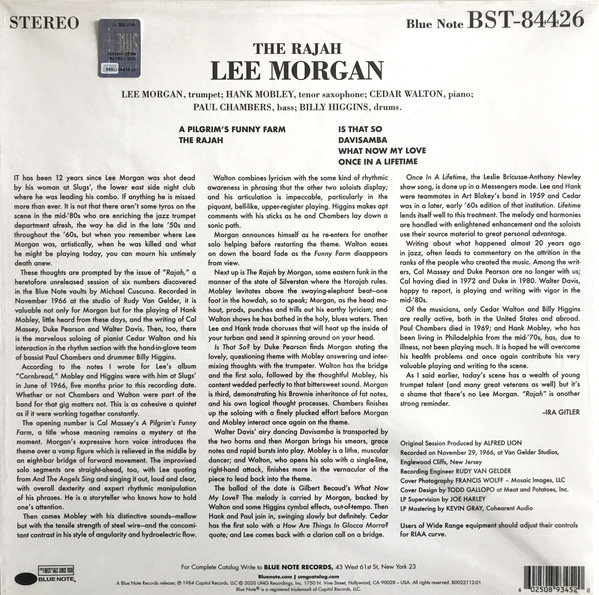 STEREO
Blue Note BST-84426
THE RAJAH
LEE MORGAN
LEE MORGAN, trumpet; HANK MOBLEY, tenor saxophone; CEDAR WALTON, piano;
PAUL CHAMBERS, bass; BILLY HIGGINS, drums.
A PILGRIM'S FUNNY FARM
THE RAJAH
IS THAT SO
DAVISAMBA
WHAT NOW MY LOVE
ONCE IN A LIFETIME
IT has been 12 years since Lee Morgan was shot dead
by his woman at Slugs', the lower east side night club
where he was leading his combo. If anything he is missed
more than ever. It is not that there aren't some tyros on the
scene in the mid-'80s who are enriching the jazz trumpet
department afresh, the way he did in the late '50s and
throughout the '60s, but when you remember where Lee
Morgan was, artistically, when he was killed and what
he might be playing today, you can mourn his untimely
death anew.
These thoughts are prompted by the issue of "Rajah," a
heretofore unreleased session of six numbers discovered
in the Blue Note vaults by Michael Cuscuna. Recorded in
November 1966 at the studio of Rudy Van Gelder, it is
valuable not only for Morgan but for the playing of Hank
Mobley, little heard from these days, and the writing of Cal
Massey, Duke Pearson and Walter Davis. Then, too, there
is the marvelous soloing of pianist Cedar Walton and his
interaction in the rhythm section with the hand-in-glove team
of bassist Paul Chambers and drummer Billy Higgins.
According to the notes I wrote for Lee's album
"Cornbread," Mobley and Higgins were with him at Slugs'
in June of 1966, five months prior to this recording date.
Whether or not Chambers and Walton were part of the
band for that gig matters not. This is as cohesive a quintet
as if it were working together constantly.
The opening number is Cal Massey's A Pilgrim's Funny
Farm, a title whose meaning remains a mystery at the
moment. Morgan's expressive horn voice introduces the
theme over a vamp figure which is relieved in the middle by
an eight-bar bridge of forward movement. The improvised
solo segments are straight-ahead, too, with Lee quoting
from And The Angels Sing and singing it out, loud and clear,
with overall dexterity and expert rhythmic manipulation
of his phrases. He is a storyteller who knows how to hold
one's attention.
Then comes Mobley with his distinctive sounds—mellow
but with the tensile strength of steel wire—and the concomi-
tant contrast in his style of angularity and hydroelectric flow.
Walton combines lyricism with the same kind of rhythmic
awareness in phrasing that the other two soloists display;
and his articulation is impeccable, particularly in the
piquant, bell-like, upper-register playing. Higgins makes apt
comments with his sticks as he and Chambers lay down a
sonic path.
Morgan announces himself as he re-enters for another
solo helping before restating the theme. Walton eases
on down the board fade as the Funny Farm disappears
from view.
Next up is The Rajah by Morgan, some eastern funk in the
manner of the state of Silverstan where the Horajah rules.
Mobley levitates above the swaying-elephant beat—one
foot in the howdah, so to speak; Morgan, as the head ma-
hout, prods, punches and trills out his earthy lyricism; and
Walton shows he has bathed in the holy, blues waters. Then
Lee and Hank trade choruses that will heat up the inside of
your turban and send it spinning around on your head.
Is That So? by Duke Pearson finds Morgan stating the
lovely, questioning theme with Mobley answering and inter-
mixing thoughts with the trumpeter. Walton has the bridge
and the first solo, followed by the thoughtful Mobley, his
content wedded perfectly to that bittersweet sound. Morgan
is third, demonstrating his Brownie inheritance of fat notes,
and his own logical thought processes. Chambers finishes
up the soloing with a finely plucked effort before Morgan
and Mobley interact once again on the theme.
Walter Davis' airy dancing Davisamba is transported by
the two horns and then Morgan brings his smears, grace
notes and rapid bursts into play. Mobley is a lithe, muscular
dancer; and Walton, who opens his solo with a single-line,
right-hand attack, finishes more in the vernacular of the
piece to lead back into the theme.
The ballad of the date is Gilbert Becaud's What Now
My Love? The melody is carried by Morgan, backed by
Walton and some Higgins cymbal effects, out-of-tempo. Then
Hank and Paul join in, swinging slowly but definitely. Cedar
has the first solo with a How Are Things In Glocca Morra?
quote; and Lee comes back with a clarion call on a bridge.
Once In A Lifetime, the Leslie Bricusse-Anthony Newley
show song, is done up in a Messengers mode. Lee and Hank
were teammates in Art Blakey's band in 1959 and Cedar
was in a later, early '60s edition of that institution. Lifetime
lends itself well to this treatment. The melody and harmonies
are handled with enlightened enhancement and the soloists
use their source material to great personal advantage.
Writing about what happened almost 20 years ago
in jazz, often leads to commentary on the attrition in the
ranks of the people who created the music. Among the writ-
ers, Cal Massey and Duke Pearson are no longer with us;
Cal having died in 1972 and Duke in 1980. Walter Davis,
happy to report, is playing and writing with vigor in the
mid-'80s.
Of the musicians, only Cedar Walton and Billy Higgins
are really active, both in the United States and abroad.
Paul Chambers died in 1969; and Hank Mobley, who has
been living in Philadelphia from the mid-'70s, has, due to
illness, not been playing much. It is hoped he will overcome
his health problems and once again contribute his very
valuable playing and writing to the scene.
As I said earlier, today's scene has a wealth of young
trumpet talent (and many great veterans as well) but it's
a shame that there's no Lee Morgan. "Rajah" is another
strong reminder.
–IRA GITLER
Original Session Produced by ALFRED LION
Recorded on November 29, 1966, at Van Gelder Studios,
Englewood Cliffs, New Jersey
Recording Engineer RUDY VAN GELDER
Cover Photography FRANCIS WOLFF – Mosaic Images, LLC
Cover Design by TODD GALLOPO at Meat and Potatoes, Inc.
LP Supervision by JOE HARLEY
LP Mastering by KEVIN GRAY, Cohearent Audio
Users of Wide Range equipment should adjust their controls
for RIAA curve.
For Complete Catalog Write to BLUE NOTE RECORDS, 43 West 61st St., New York 23
Bluenote.com | umgcatalog.com
A Blue Note Records release; ℗ 1984 Capitol Records, LLC © 2020 UMG Recordings, Inc. 1750 N. Vine Street, Hollywood, CA 90028 – USA. All rights reserved. B0032112-01
Blue Note® is a registered trademark of Capitol Records, LLC.
BLUE NOTE
6 02508 93452 0